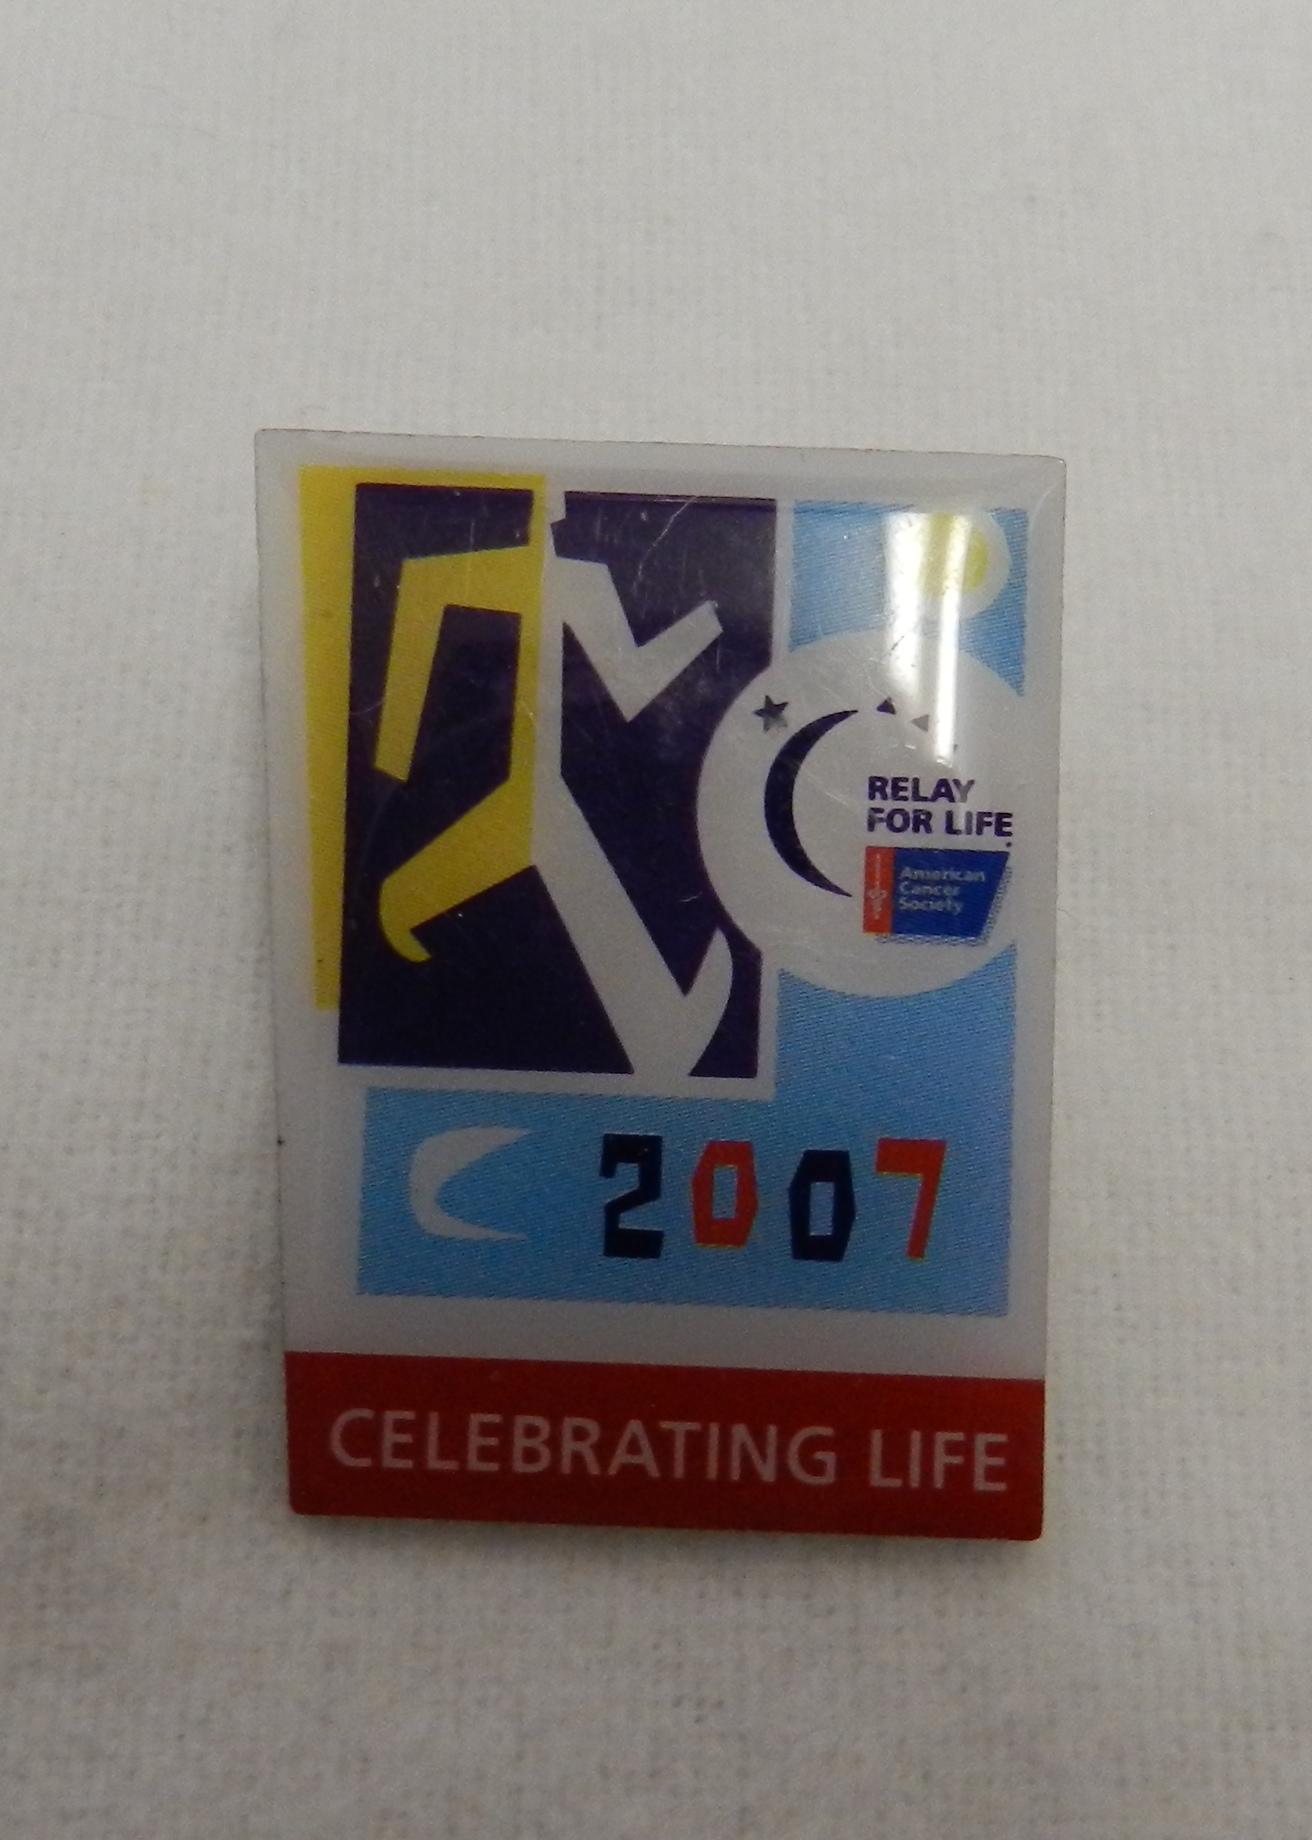 RELAY
FOR LIFE
American
Cancer
Society
2007
CELEBRATING LIFE